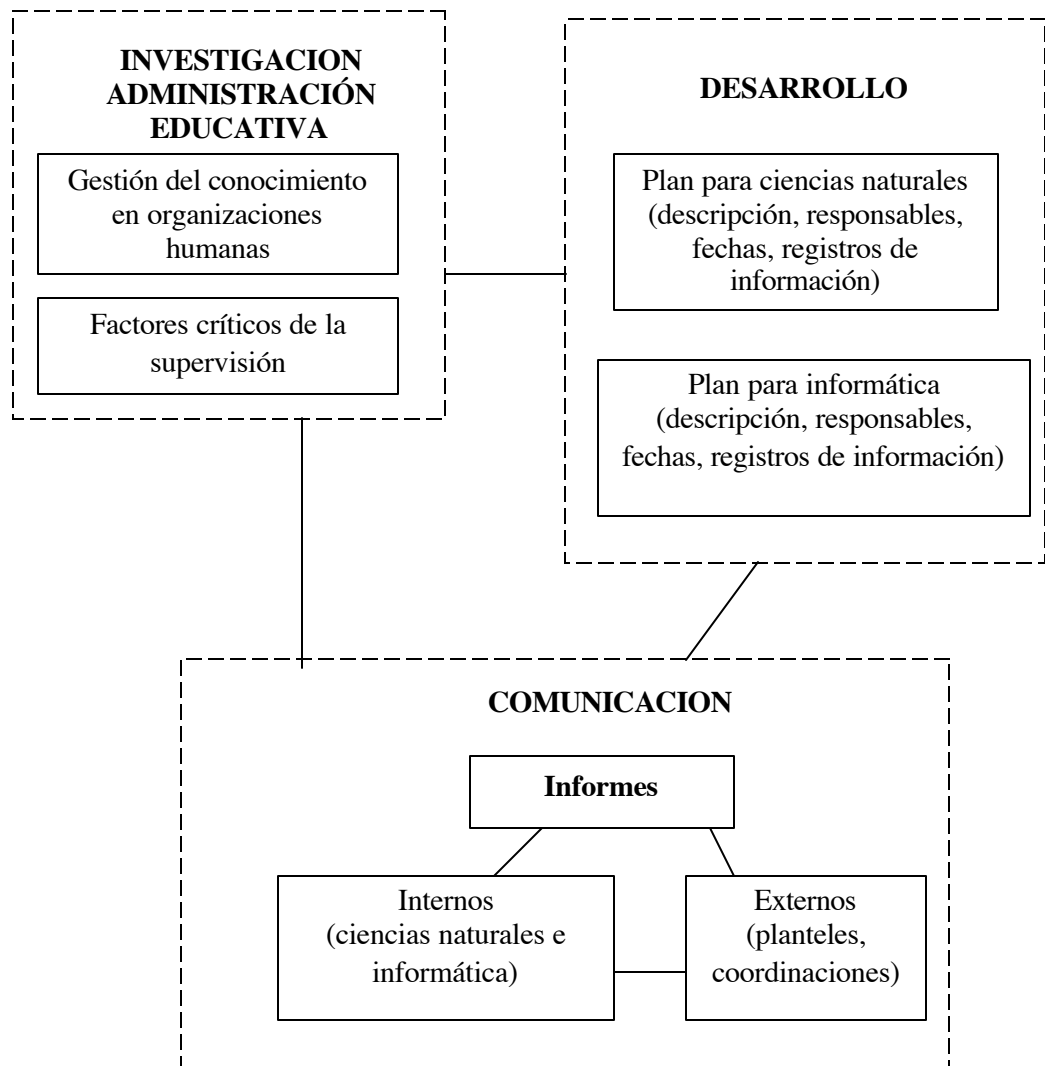 INVESTIGACION
ADMINISTRACIÓN
EDUCATIVA
Gestión del conocimiento
en organizaciones
humanas
Factores críticos de la
supervisión
DESARROLLO
Plan para ciencias naturales
(descripción, responsables,
fechas, registros de
información)
Plan para informática
(descripción, responsables,
fechas, registros de información)
COMUNICACION
Informes
Internos
(ciencias naturales e
informática)
Externos
(planteles,
coordinaciones)